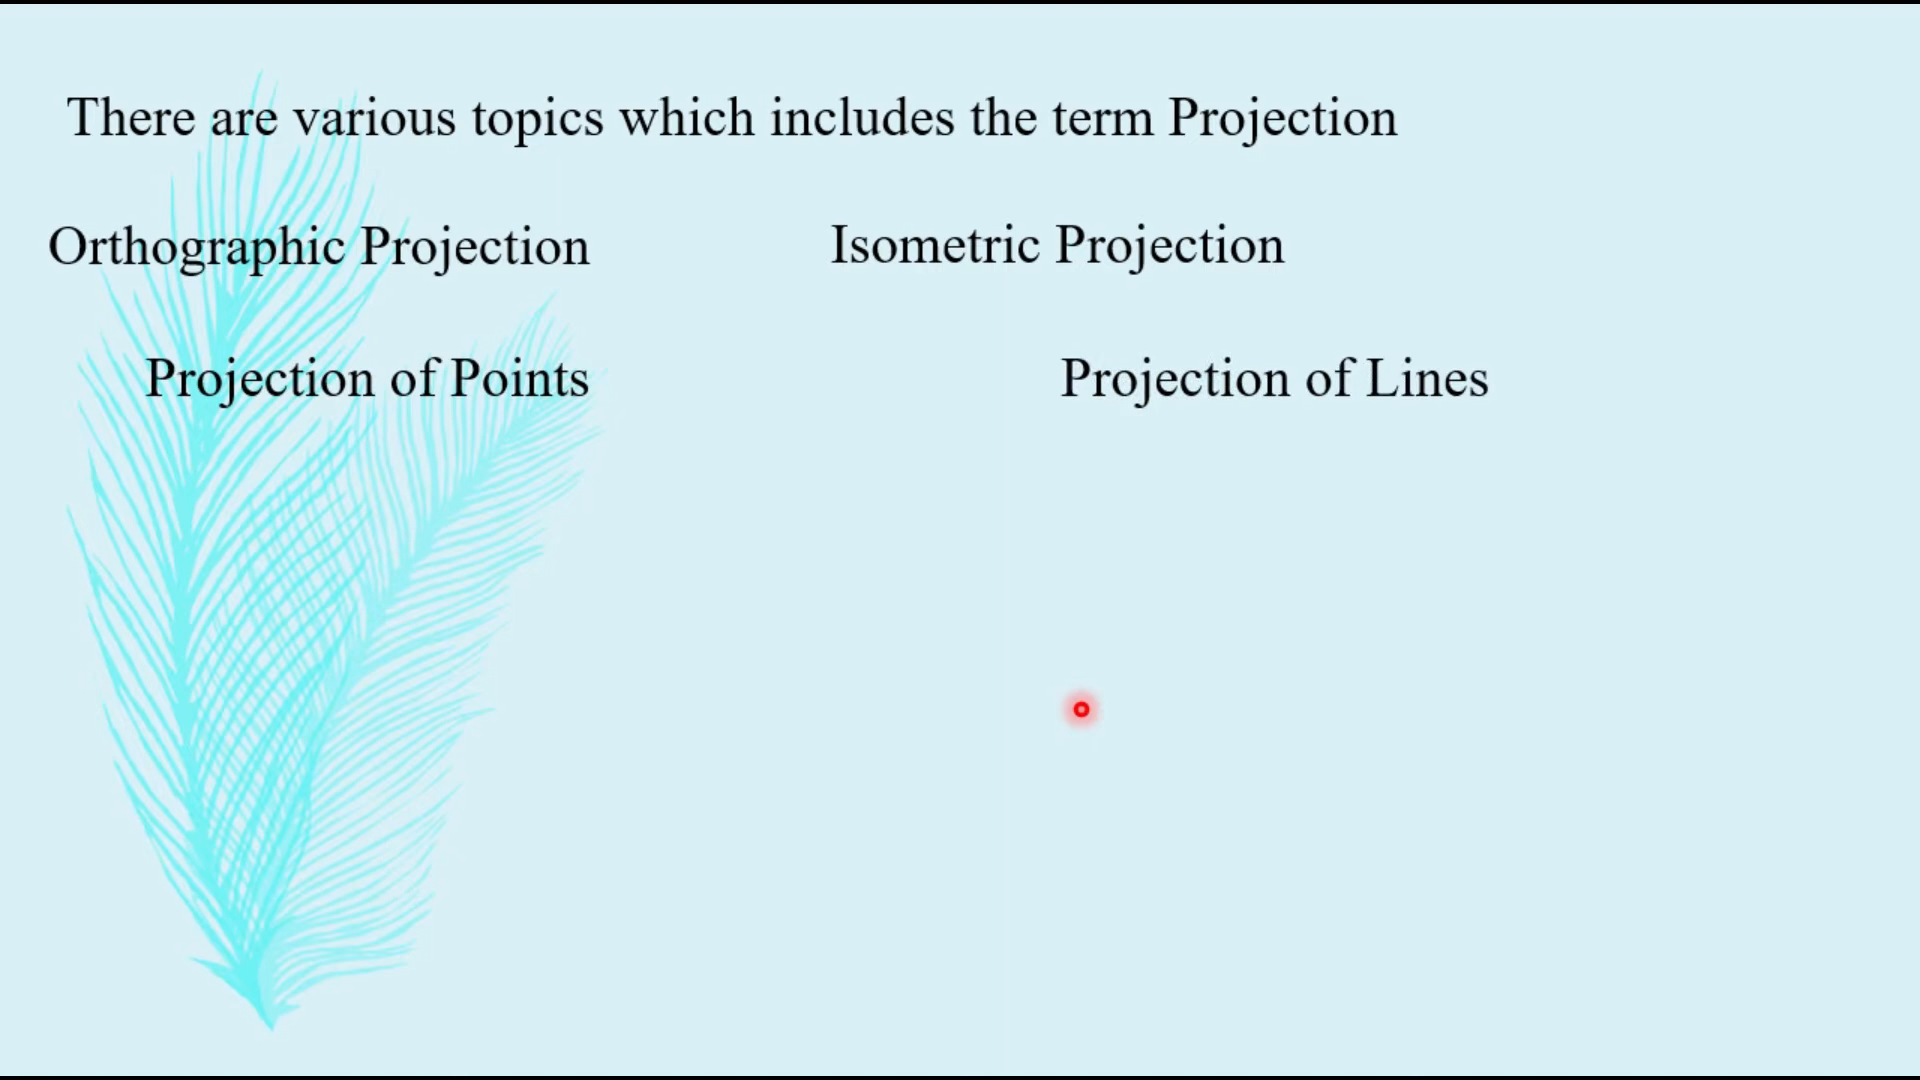 There are various topics which includes the term Projection
Orthographic Projection
Isometric Projection
Projection of Points
Projection of Lines